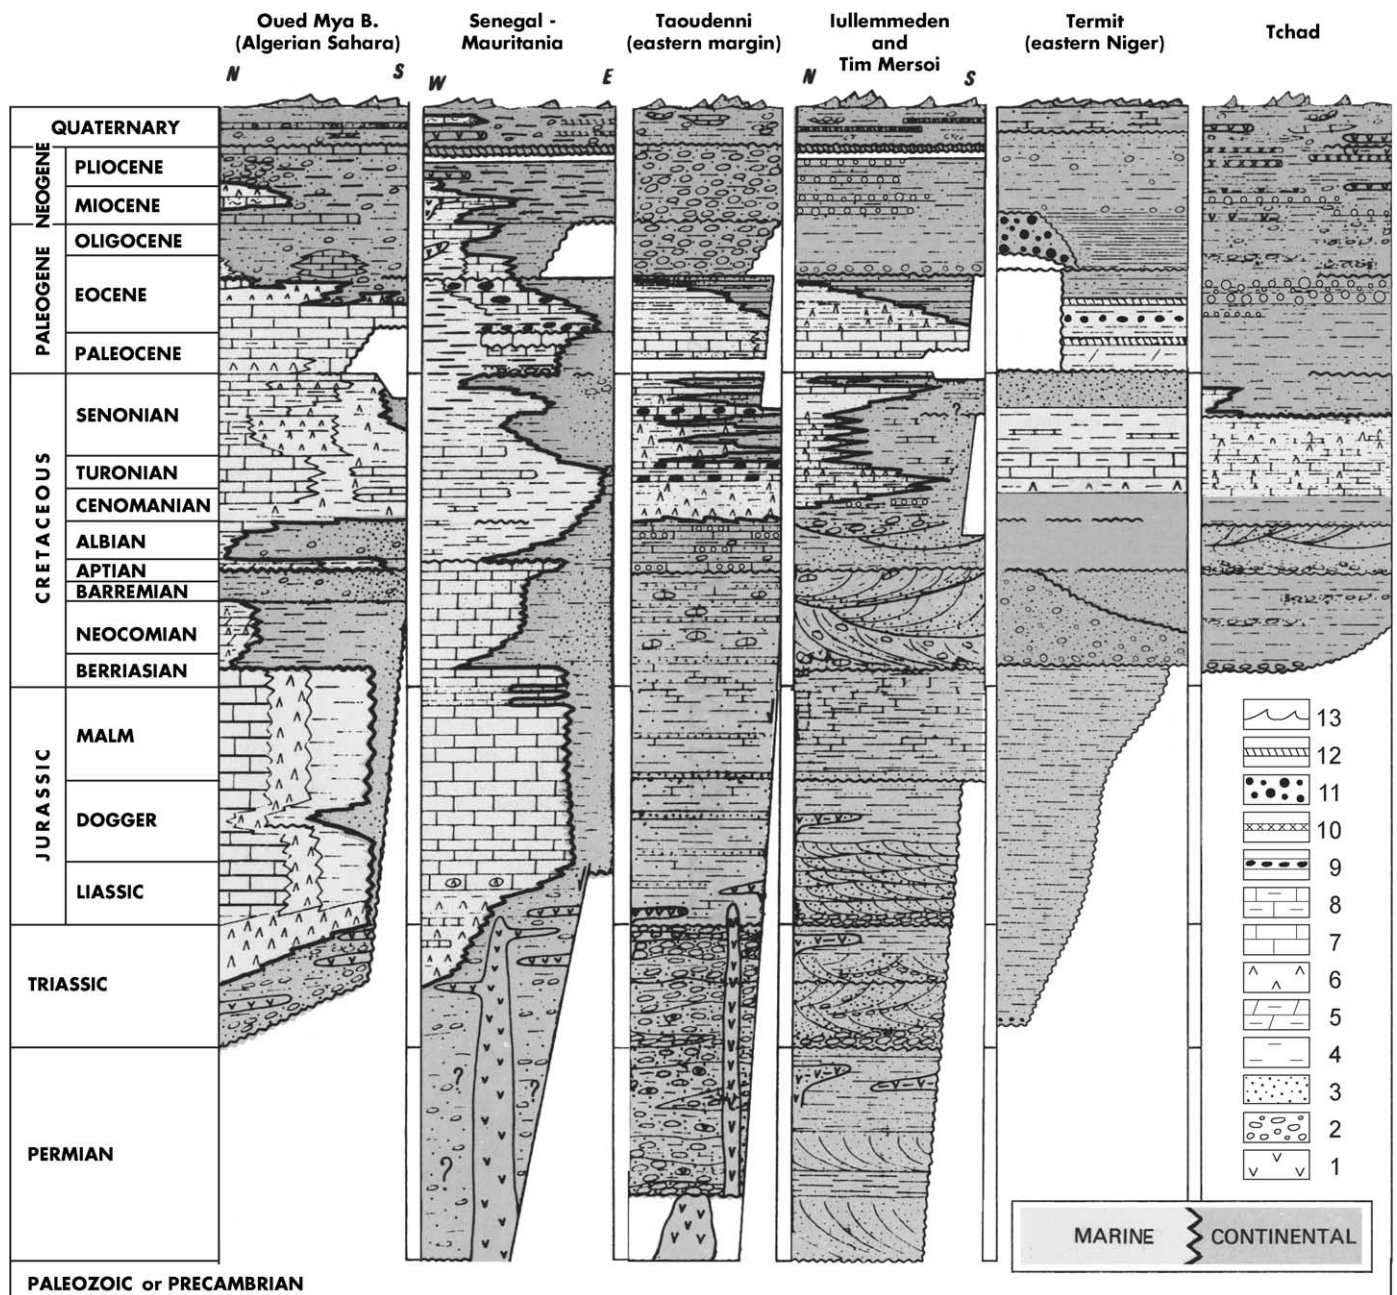 Oued Mya B.
(Algerian Sahara)
N S
Senegal -
Mauritania
W E
Taoudenni
(eastern margin)
Iullemmeden
and
Tim Mersoi
N S
Termit
(eastern Niger)
Tchad
QUATERNARY
NEOGENE
PLIOCENE
MIOCENE
PALEOGENE
OLIGOCENE
EOCENE
PALEOCENE
CRETACEOUS
SENONIAN
TURONIAN
CENOMANIAN
ALBIAN
APTIAN
BARREMIAN
NEOCOMIAN
BERRIASIAN
JURASSIC
MALM
DOGGER
LIASSIC
TRIASSIC
PERMIAN
PALEOZOIC or PRECAMBRIAN
?
? ?
?
13
12
11
10
9
8
7
6
5
4
3
2
1
MARINE CONTINENTAL